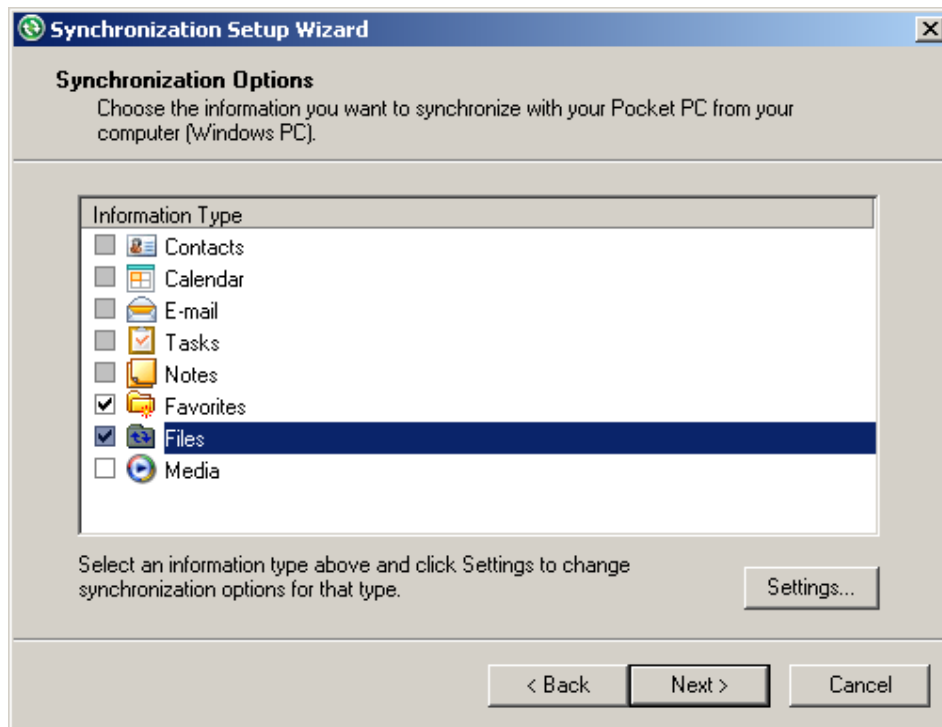 Synchronization Setup Wizard
Synchronization Options
Choose the information you want to synchronize with your Pocket PC from your
computer (Windows PC).
Information Type
Contacts
Calendar
E-mail
Tasks
Notes
Favorites
Files
Media
Select an information type above and click Settings to change
synchronization options for that type.
Settings...
< Back
Next >
Cancel